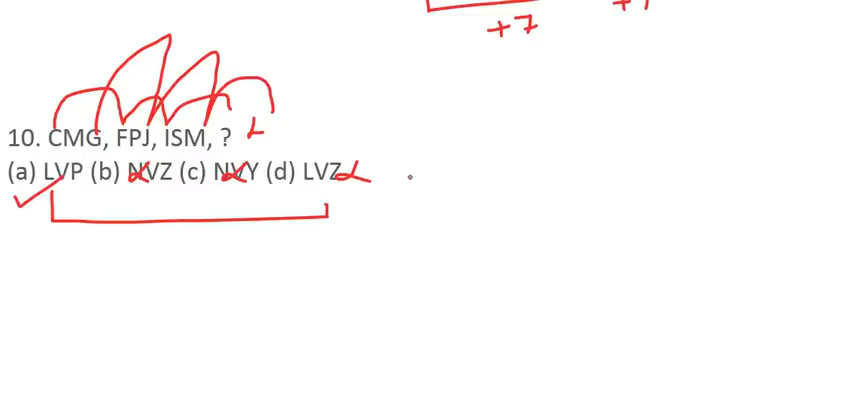 +7
10. CMG, FPJ, ISM, ? L
(a) LVP (b) NVZ (c) NVY (d) LVZ